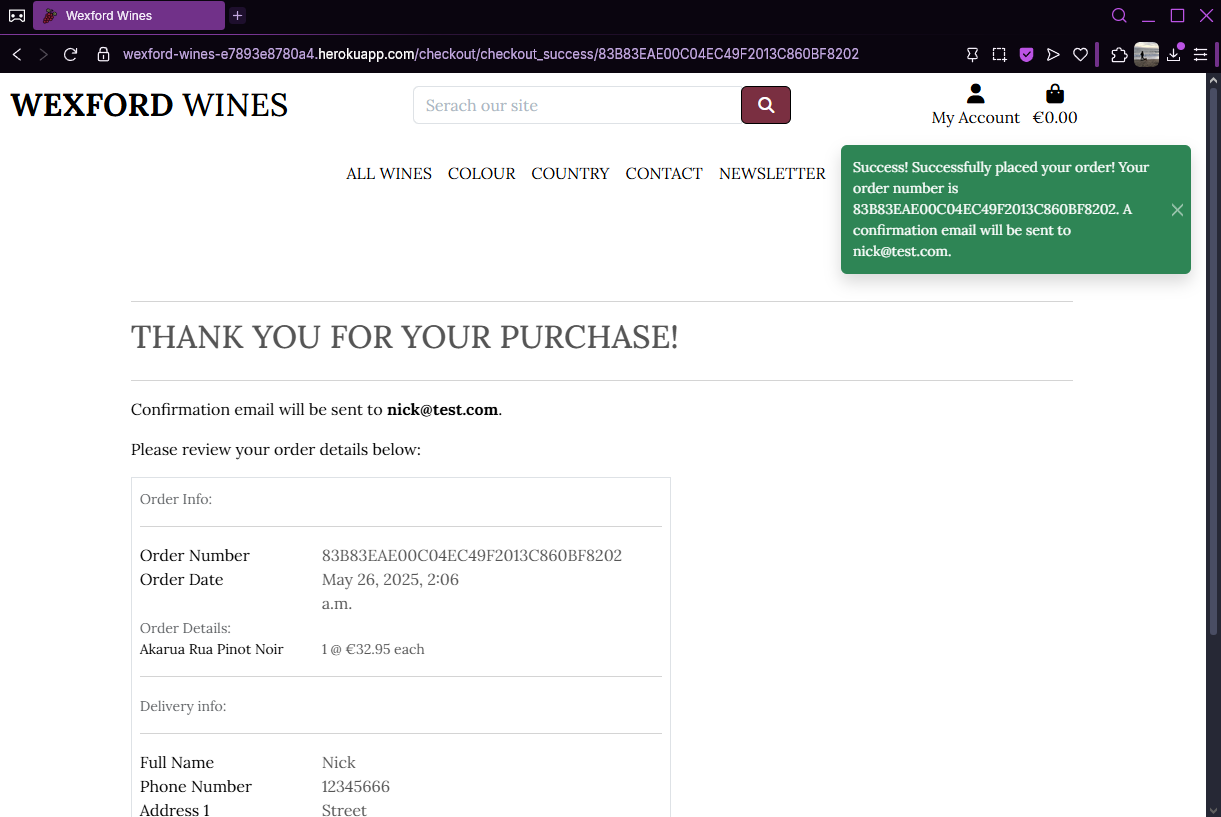 Wexford Wines
wexford-wines-e7893e8780a4.herokuapp.com/checkout/checkout_success/83B83EAE00C04EC49F2013C860BF8202
WEXFORD WINES
Serach our site
My Account
€0.00
ALL WINES
COLOUR
COUNTRY
CONTACT
NEWSLETTER
Success! Successfully placed your order! Your
order number is
83B83EAE00C04EC49F2013C860BF8202. A
confirmation email will be sent to
nick@test.com.
THANK YOU FOR YOUR PURCHASE!
Confirmation email will be sent to nick@test.com.
Please review your order details below:
Order Info:
Order Number 83B83EAE00C04EC49F2013C860BF8202
Order Date May 26, 2025, 2:06
a.m.
Order Details:
Akarua Rua Pinot Noir 1 @ €32.95 each
Delivery info:
Full Name Nick
Phone Number 12345666
Address 1 Street